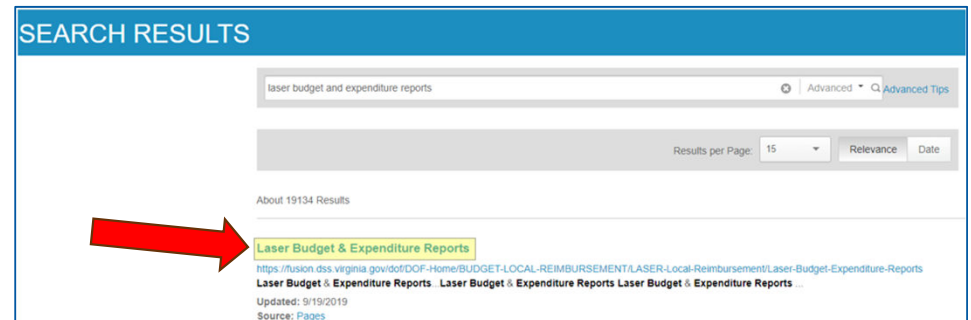 SEARCH RESULTS
laser budget and expenditure reports Advanced Advanced Tips
Results per Page: 15 Relevance Date
About 19134 Results
Laser Budget & Expenditure Reports
https://fusion.dss.virginia.gov/dof/DOF-Home/BUDGET-LOCAL-REIMBURSEMENT/LASER-Local-Reimbursement/Laser-Budget-Expenditure-Reports
Laser Budget & Expenditure Reports...Laser Budget & Expenditure Reports Laser Budget & Expenditure Reports ...
Updated: 9/19/2019
Source: Pages